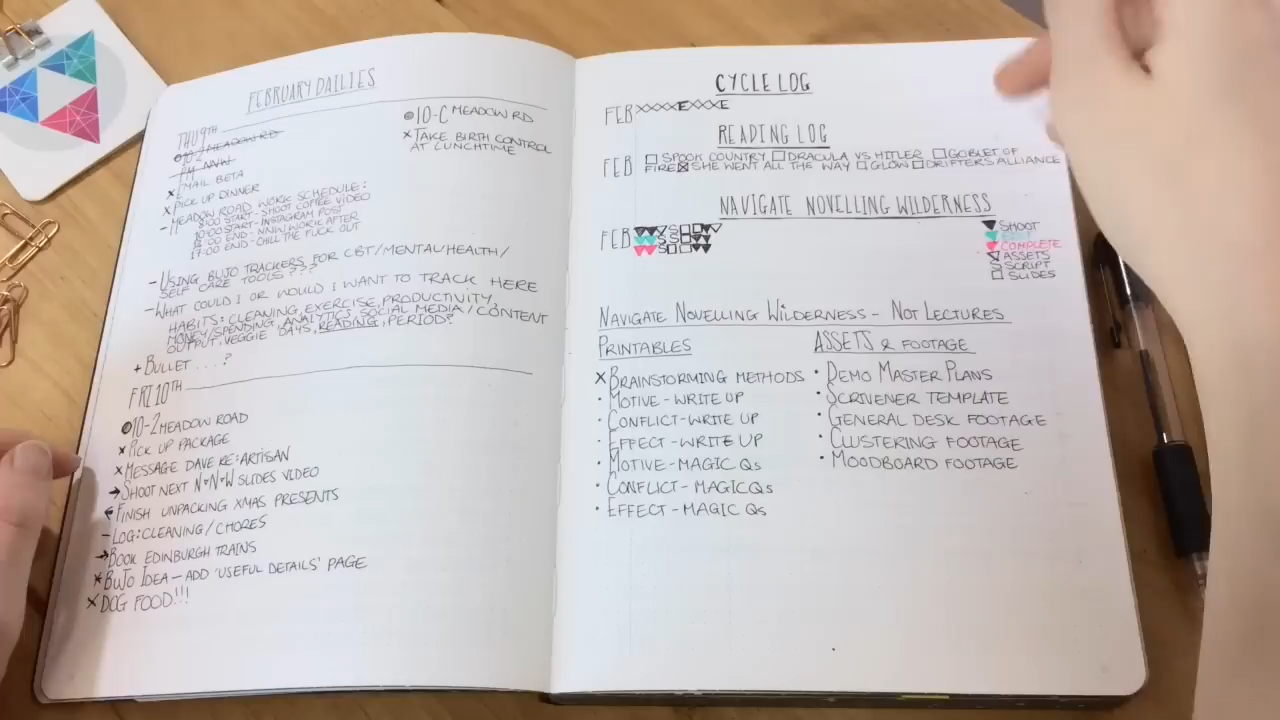 FEBRUARY DAILIES
THU 9TH
10-2 MEADOW RD
EMAIL BETA
PICK UP DINNER
MEADOW ROAD WORK SCHEDULE:
START - SHOOT COFFEE VIDEO
START - INSTAGRAM POST
END - NANW WORK AFTER
17:00 END - CHILL THE FUCK OUT
- USING BUJO TRACKERS FOR CBT/MENTAL/HEALTH/
SELF CARE TOOLS ???
- WHAT COULD I OR WOULD I WANT TO TRACK HERE
HABITS: CLEANING, EXERCISE, PRODUCTIVITY,
MONEY/SPENDING, ANALYTICS, SOCIAL MEDIA/CONTENT
OUTPUT, VEGGIE DAYS, READING, PERIOD?
+ BULLET . . . ?
10-C MEADOW RD
X TAKE BIRTH CONTROL
AT LUNCHTIME
FRI 10TH
10-2 MEADOW ROAD
X PICK UP PACKAGE
X MESSAGE DAVE RE: ARTISAN
→ SHOOT NEXT N•N•W SLIDES VIDEO
← FINISH UNPACKING XMAS PRESENTS
- LOG: CLEANING/CHORES
→ BOOK EDINBURGH TRAINS
X BUJO IDEA - ADD 'USEFUL DETAILS' PAGE
X DOG FOOD!!!
CYCLE LOG
FEB XXXXXEXXXE
READING LOG
FEB □ SPOOK COUNTRY □ DRACULA VS HITLER □ GOBLET OF
FIRE ☒ SHE WENT ALL THE WAY □ GLOW □ DRIFTERS ALLIANCE
NAVIGATE NOVELLING WILDERNESS
FEB
SHOOT
COMPLETE
ASSETS
SCRIPT
SLIDES
NAVIGATE NOVELLING WILDERNESS - NOT LECTURES
PRINTABLES
X BRAINSTORMING METHODS
• MOTIVE - WRITE UP
• CONFLICT - WRITE UP
• EFFECT - WRITE UP
• MOTIVE - MAGIC Qs
• CONFLICT - MAGIC Qs
• EFFECT - MAGIC Qs
ASSETS & FOOTAGE
• DEMO MASTER PLANS
• SCRIVENER TEMPLATE
• GENERAL DESK FOOTAGE
• CLUSTERING FOOTAGE
• MOODBOARD FOOTAGE